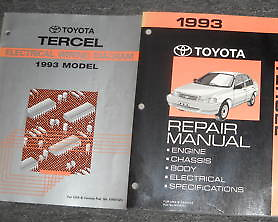 TOYOTA
TERCEL
ELECTRICAL WIRING DIAGRAM
1993 MODEL
1993
TOYOTA
REPAIR
MANUAL
ENGINE
CHASSIS
BODY
ELECTRICAL
SPECIFICATIONS